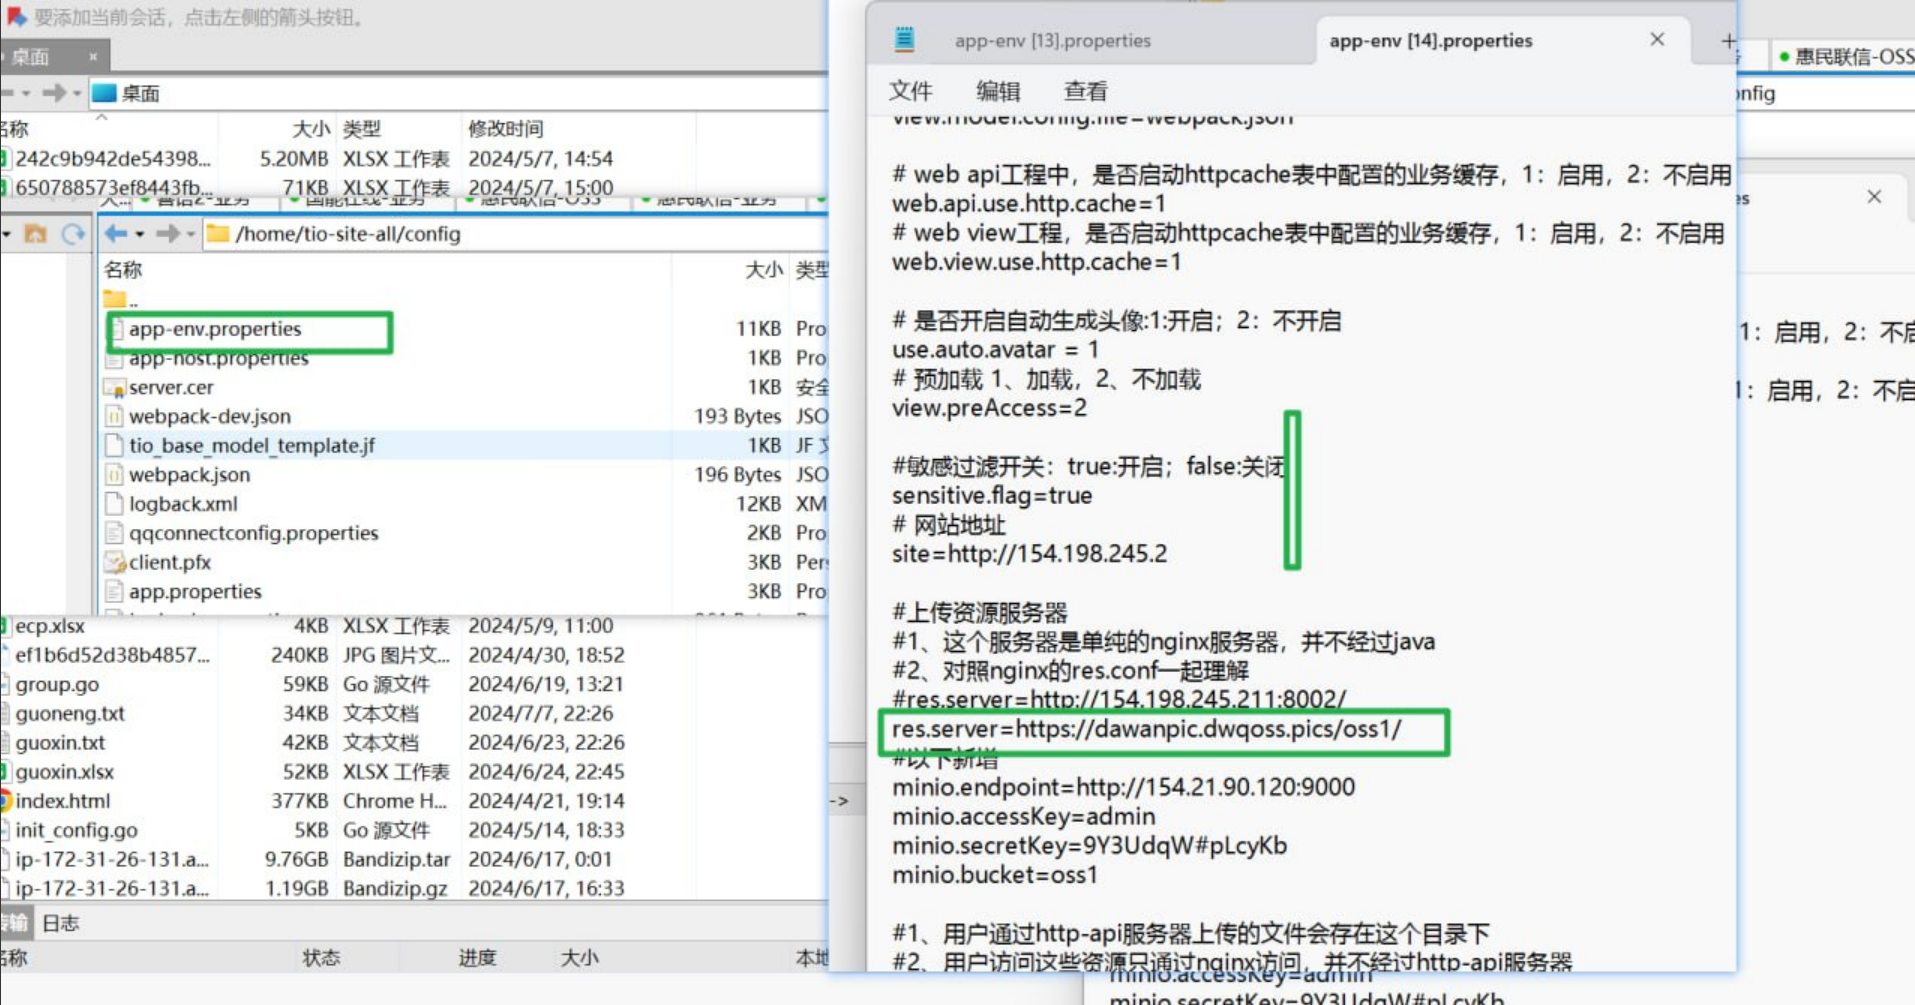 要添加当前会话，点击左侧的箭头按钮。
桌面
桌面
大小 类型 修改时间
242c9b942de54398... 5.20MB XLSX 工作表 2024/5/7, 14:54
650788573ef8443fb... 71KB XLSX 工作表 2024/5/7, 15:00
/home/tio-site-all/config
名称 大小 类型
..
app-env.properties 11KB Pro
app-host.properties 1KB Pro
server.cer 1KB 安全
webpack-dev.json 193 Bytes JSO
tio_base_model_template.jf 1KB JF
webpack.json 196 Bytes JSO
logback.xml 12KB XM
qqconnectconfig.properties 2KB Pro
client.pfx 3KB Per
app.properties 3KB Pro
ecp.xlsx 4KB XLSX 工作表 2024/5/9, 11:00
ef1b6d52d38b4857... 240KB JPG 图片文... 2024/4/30, 18:52
group.go 59KB Go 源文件 2024/6/19, 13:21
guoneng.txt 34KB 文本文档 2024/7/7, 22:26
guoxin.txt 42KB 文本文档 2024/6/23, 22:26
guoxin.xlsx 52KB XLSX 工作表 2024/6/24, 22:45
index.html 377KB Chrome H... 2024/4/21, 19:14
init_config.go 5KB Go 源文件 2024/5/14, 18:33
ip-172-31-26-131.a... 9.76GB Bandizip.tar 2024/6/17, 0:01
ip-172-31-26-131.a... 1.19GB Bandizip.gz 2024/6/17, 16:33
传输 日志
名称 状态 进度 大小 本地
app-env [13].properties app-env [14].properties
文件 编辑 查看
view.model.config.file=webpack.json
# web api工程中，是否启动httpcache表中配置的业务缓存，1：启用，2：不启用
web.api.use.http.cache=1
# web view工程，是否启动httpcache表中配置的业务缓存，1：启用，2：不启用
web.view.use.http.cache=1
# 是否开启自动生成头像:1:开启；2：不开启
use.auto.avatar = 1
# 预加载 1、加载，2、不加载
view.preAccess=2
#敏感过滤开关：true:开启；false:关闭
sensitive.flag=true
# 网站地址
site=http://154.198.245.2
#上传资源服务器
#1、这个服务器是单纯的nginx服务器，并不经过java
#2、对照nginx的res.conf一起理解
#res.server=http://154.198.245.211:8002/
res.server=https://dawanpic.dwqoss.pics/oss1/
#以下新增
minio.endpoint=http://154.21.90.120:9000
minio.accessKey=admin
minio.secretKey=9Y3UdqW#pLcyKb
minio.bucket=oss1
#1、用户通过http-api服务器上传的文件会存在这个目录下
#2、用户访问这些资源只通过nginx访问，并不经过http-api服务器
惠民联信-OSS
onfig
es
1：启用，2：不启
1：启用，2：不启
minio.accessKey=admin
minio.secretKey=9Y3UdqW#pLcyKb